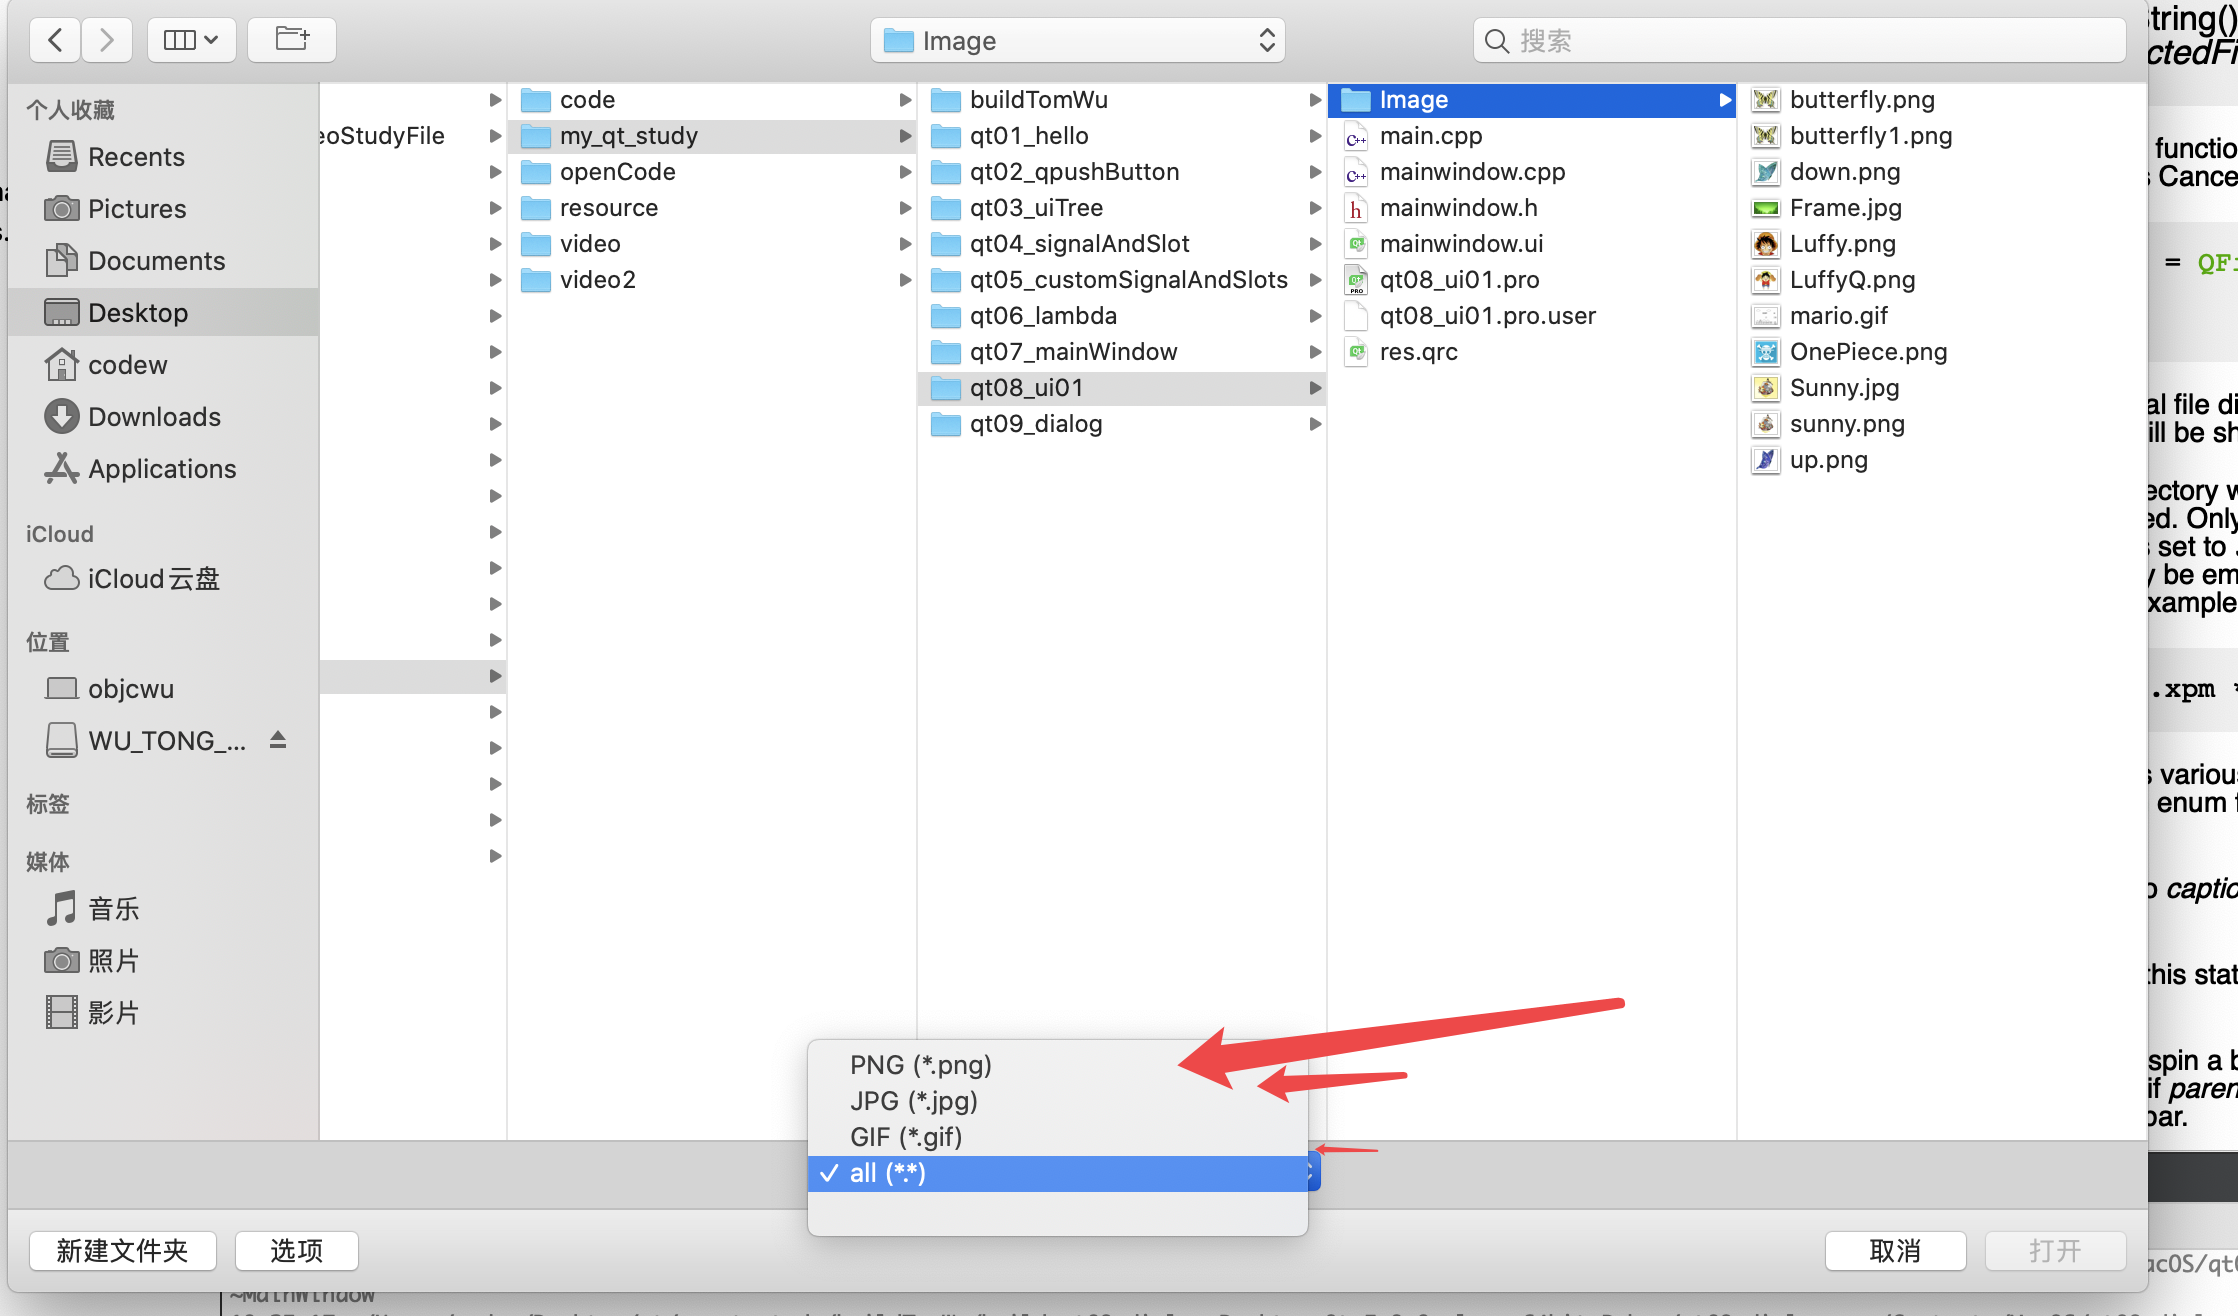 Image
搜索
个人收藏
Recents
Pictures
Documents
Desktop
codew
Downloads
Applications
iCloud
iCloud云盘
位置
objcwu
WU_TONG_...
标签
媒体
音乐
照片
影片
eoStudyFile
code
my_qt_study
openCode
resource
video
video2
buildTomWu
qt01_hello
qt02_qpushButton
qt03_uiTree
qt04_signalAndSlot
qt05_customSignalAndSlots
qt06_lambda
qt07_mainWindow
qt08_ui01
qt09_dialog
Image
main.cpp
mainwindow.cpp
mainwindow.h
mainwindow.ui
qt08_ui01.pro
qt08_ui01.pro.user
res.qrc
butterfly.png
butterfly1.png
down.png
Frame.jpg
Luffy.png
LuffyQ.png
mario.gif
OnePiece.png
Sunny.jpg
sunny.png
up.png
PNG (*.png)
JPG (*.jpg)
GIF (*.gif)
✓ all (*.*)
新建文件夹
选项
取消
打开
tring()
ctedFi
functio
s Cance
= QFi
al file di
ill be sh
ectory w
ed. Only
s set to
y be em
xample
.xpm *
s various
enum f
o captio
this stat
spin a b
if paren
bar.
acOS/qt0
~MainWindow